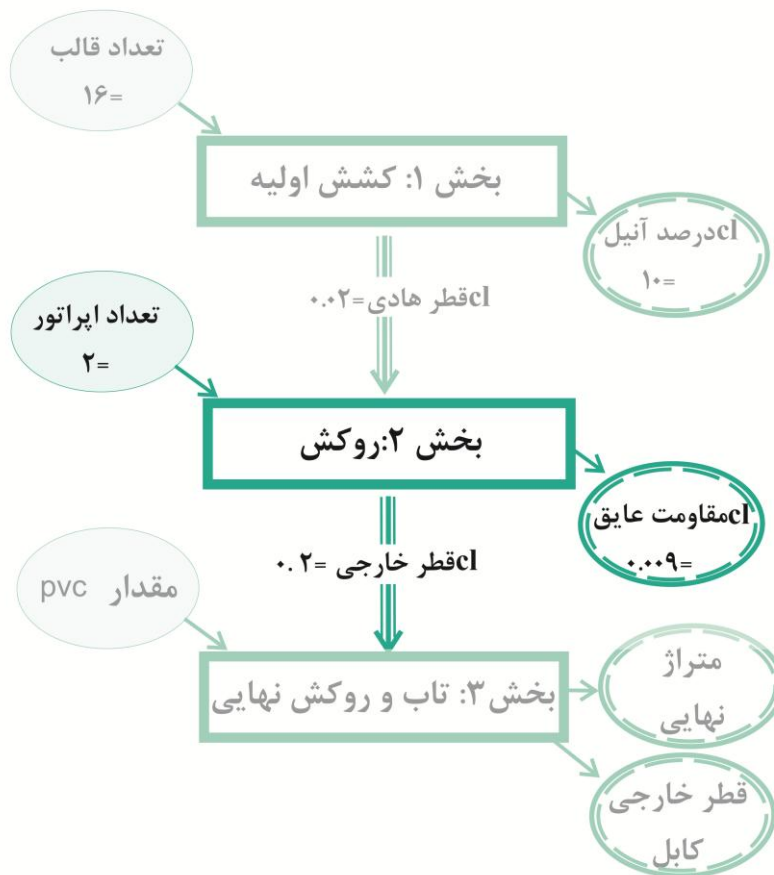 تعداد قالب
=۱۶
بخش ۱: کشش اولیه
clدرصد آنیل
=۱۰
clقطر هادی=۰.۰۲
تعداد اپراتور
=۲
بخش ۲:روکش
clمقاومت عایق
=۰.۰۰۹
clقطر خارجی =۰.۲
مقدار pvc
بخش۳: تاب و روکش نهایی
متراژ
نهایی
قطر خارجی
کابل